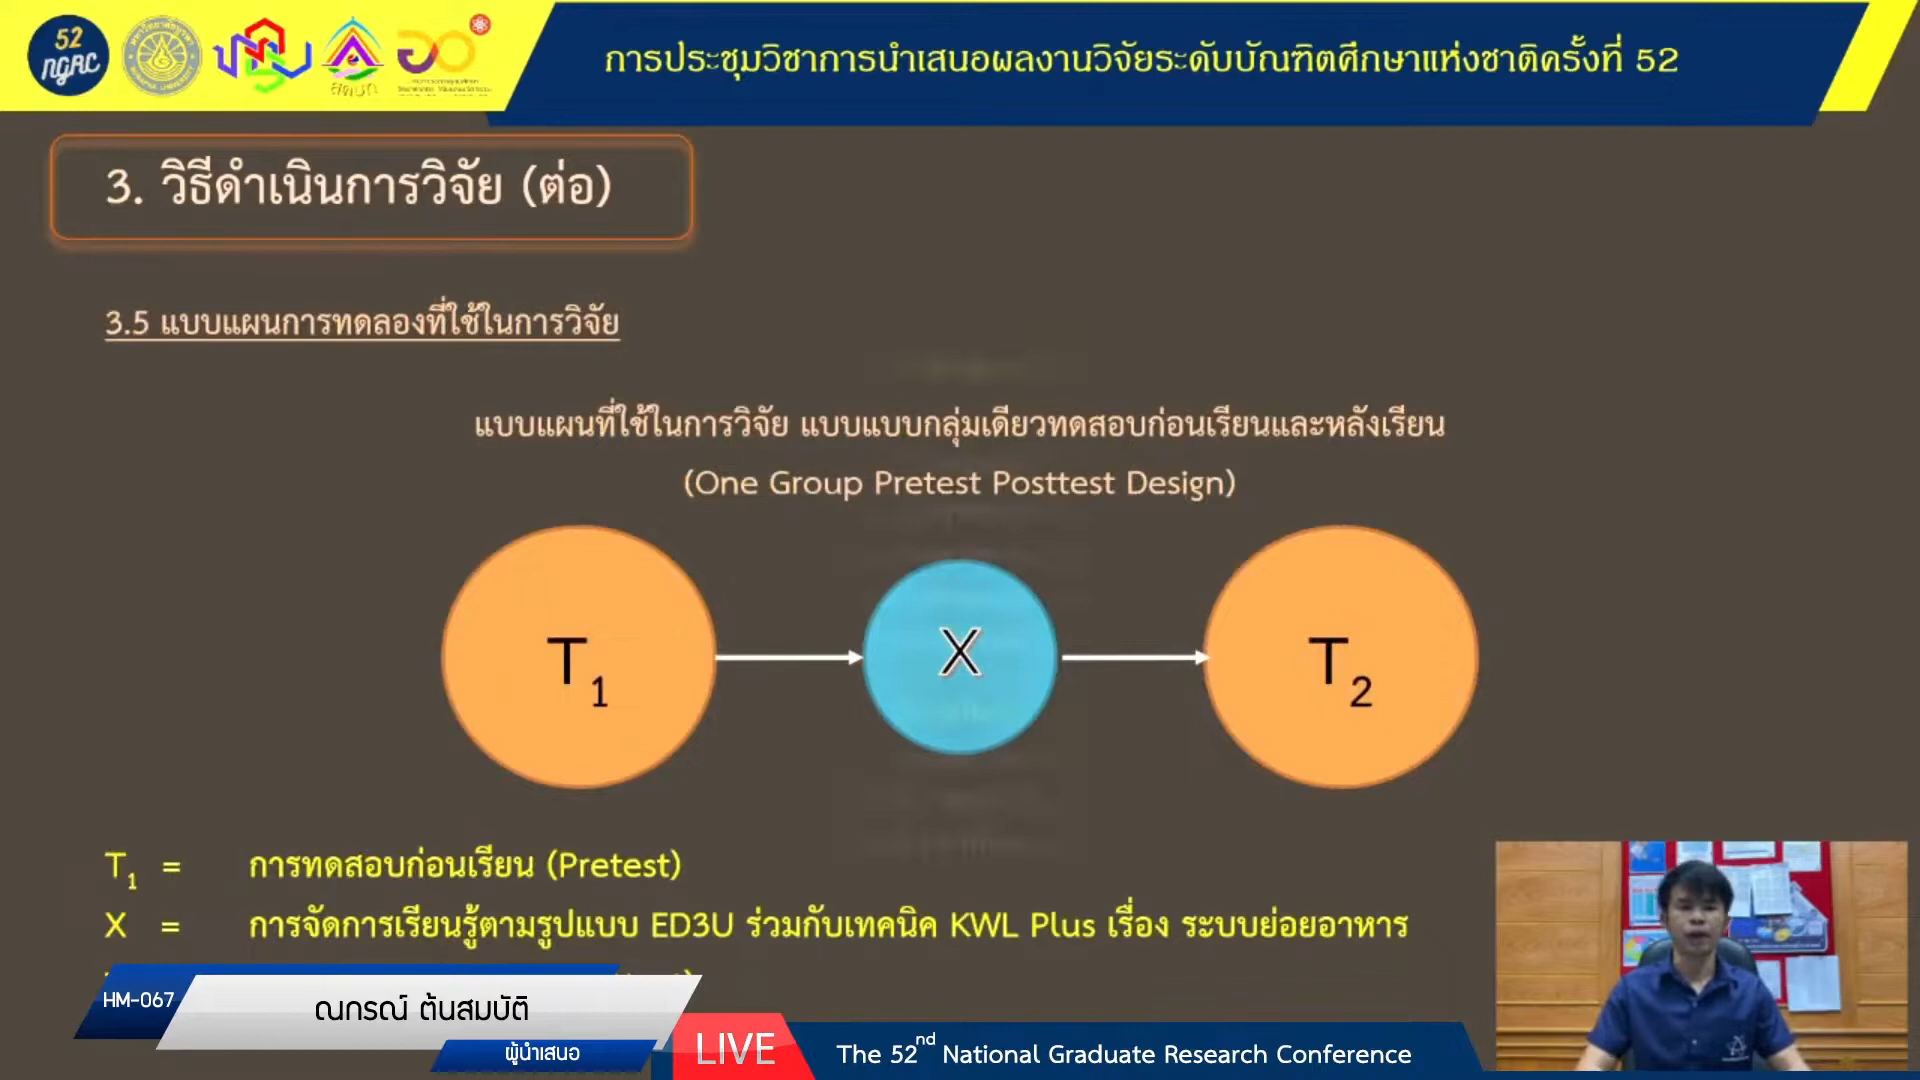 52
NGRC
การประชุมวิชาการนำเสนอผลงานวิจัยระดับบัณฑิตศึกษาแห่งชาติครั้งที่ 52
3. วิธีดำเนินการวิจัย (ต่อ)
3.5 แบบแผนการทดลองที่ใช้ในการวิจัย
แบบแผนที่ใช้ในการวิจัย แบบแบบกลุ่มเดียวทดสอบก่อนเรียนและหลังเรียน
(One Group Pretest Posttest Design)
T1
X
T2
T1 = การทดสอบก่อนเรียน (Pretest)
X = การจัดการเรียนรู้ตามรูปแบบ ED3U ร่วมกับเทคนิค KWL Plus เรื่อง ระบบย่อยอาหาร
HM-067
ณกรณ์ ต้นสมบัติ
ผู้นำเสนอ
LIVE
The 52nd National Graduate Research Conference